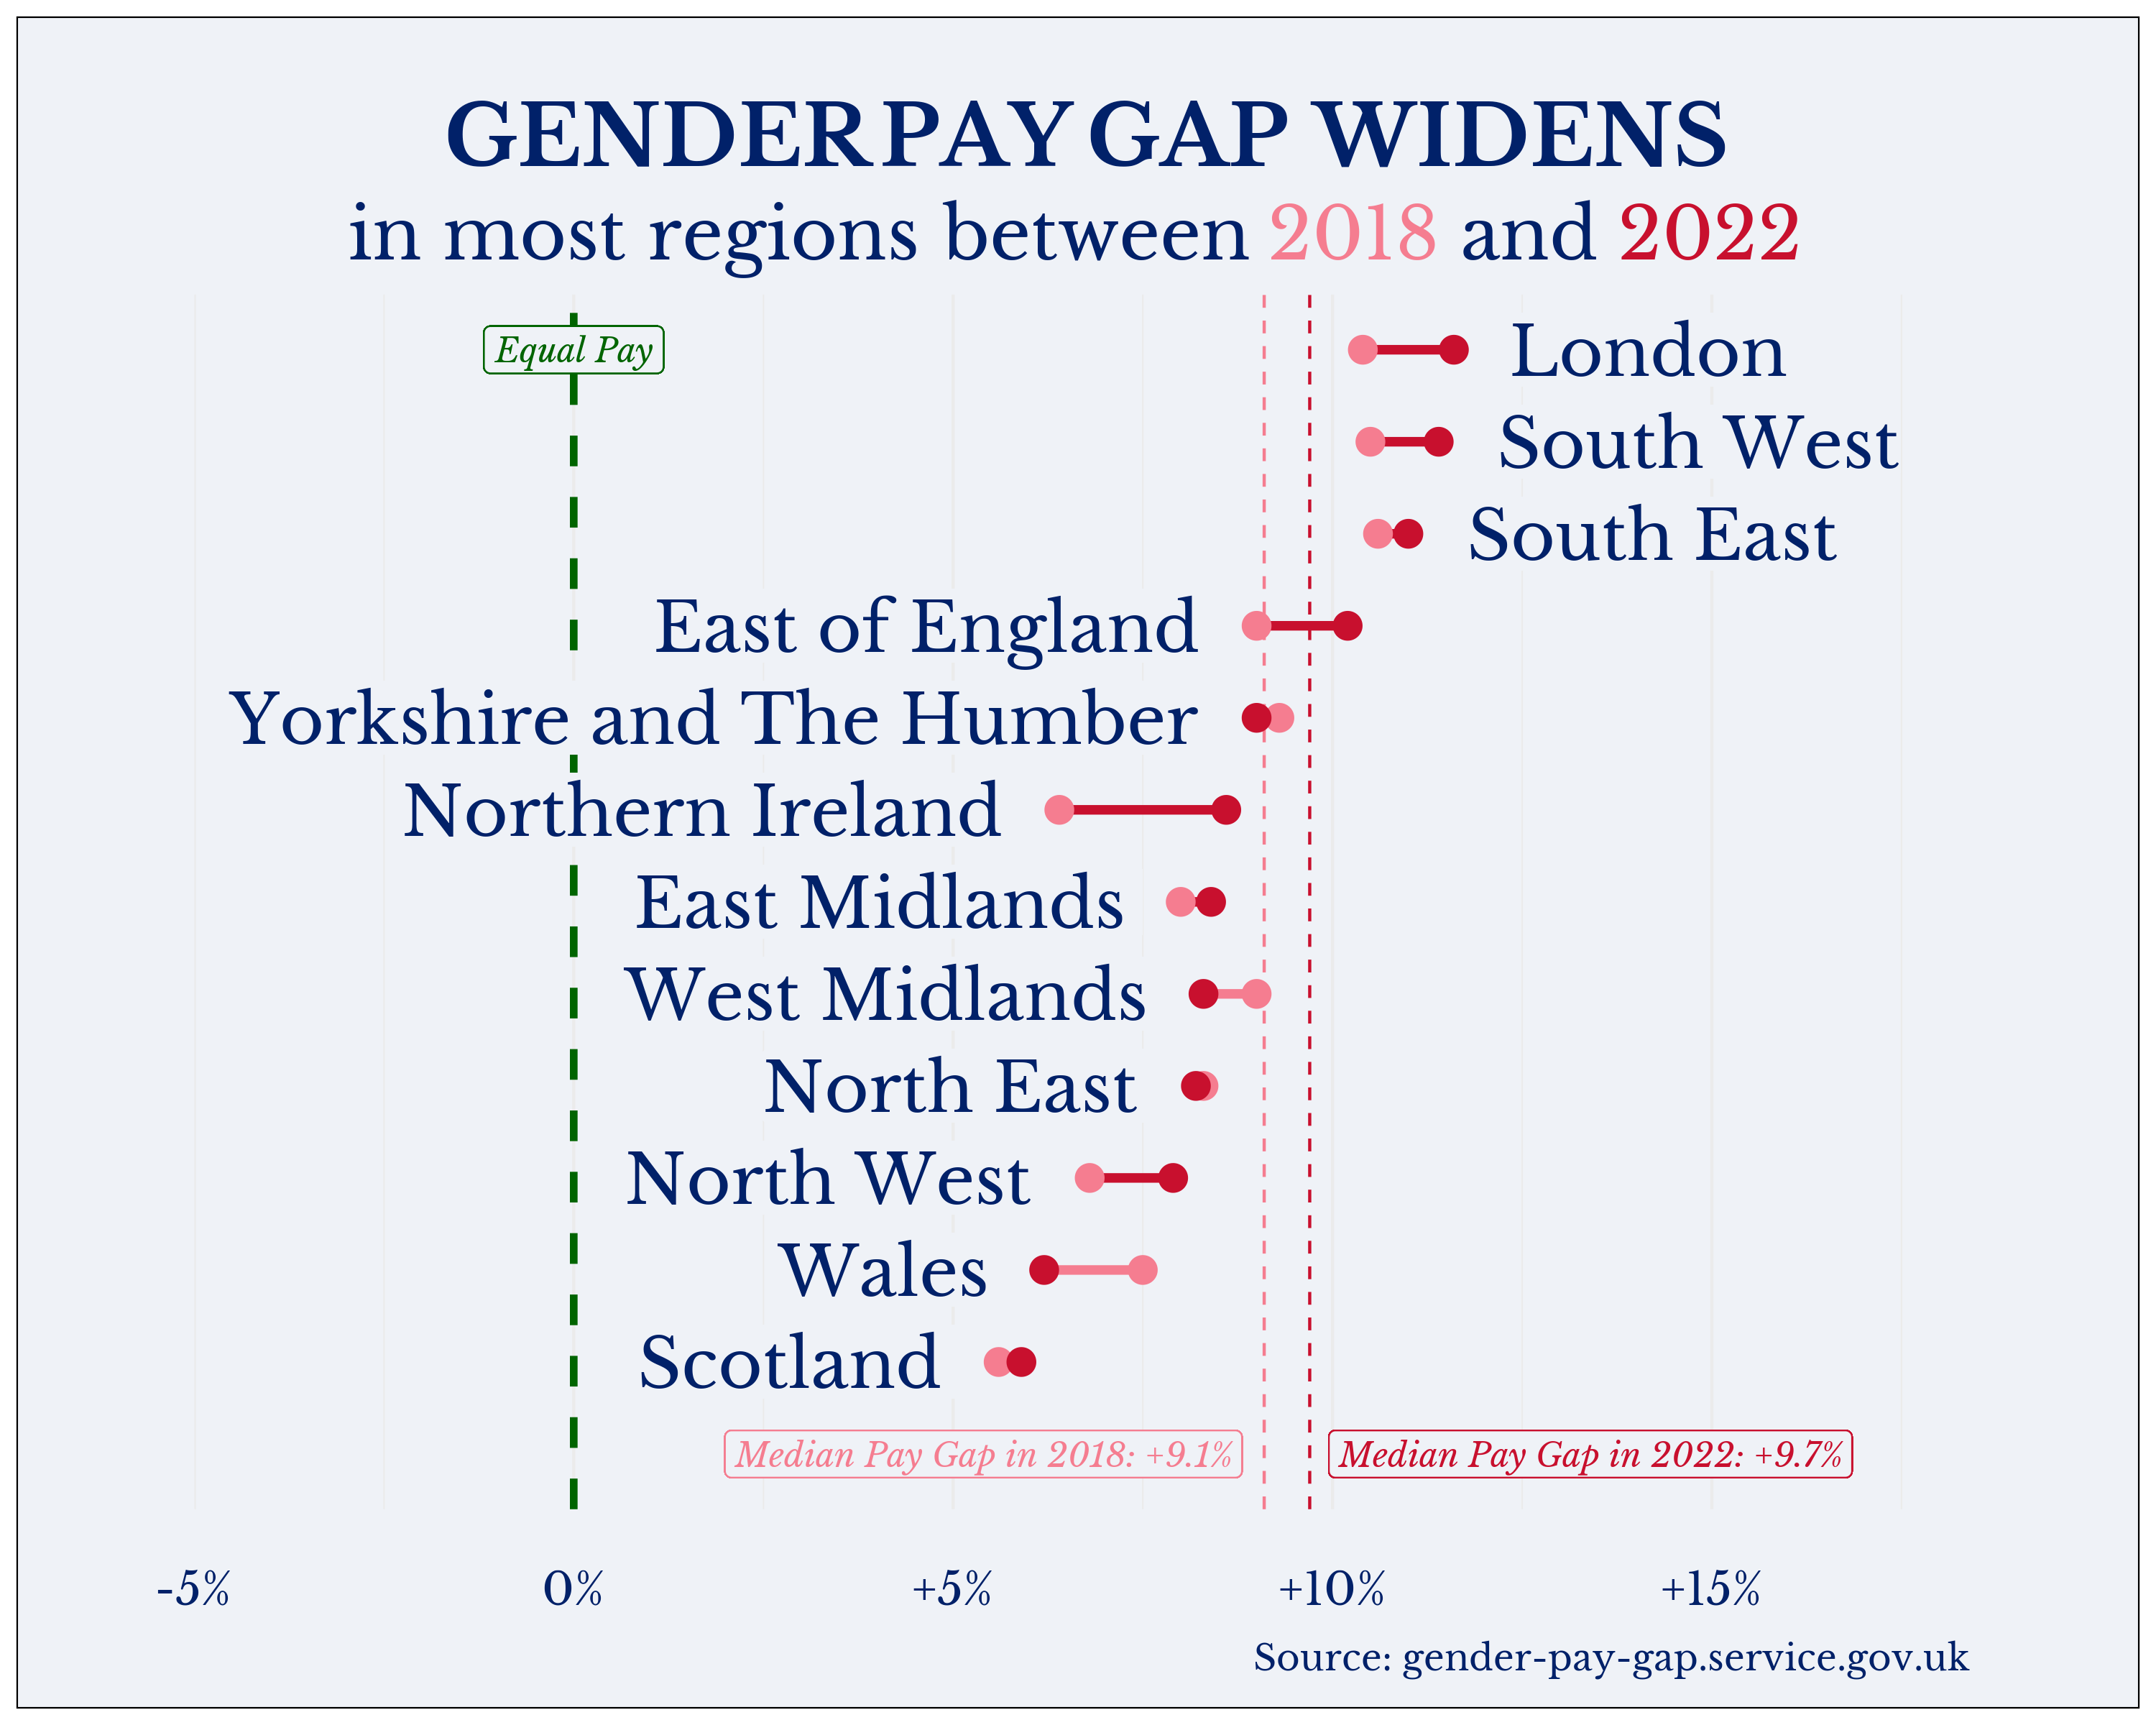 GENDER PAY GAP WIDENS
in most regions between 2018 and 2022
Equal Pay
London
South West
South East
East of England
Yorkshire and The Humber
Northern Ireland
East Midlands
West Midlands
North East
North West
Wales
Scotland
Median Pay Gap in 2018: +9.1%
Median Pay Gap in 2022: +9.7%
-5%
0%
+5%
+10%
+15%
Source: gender-pay-gap.service.gov.uk